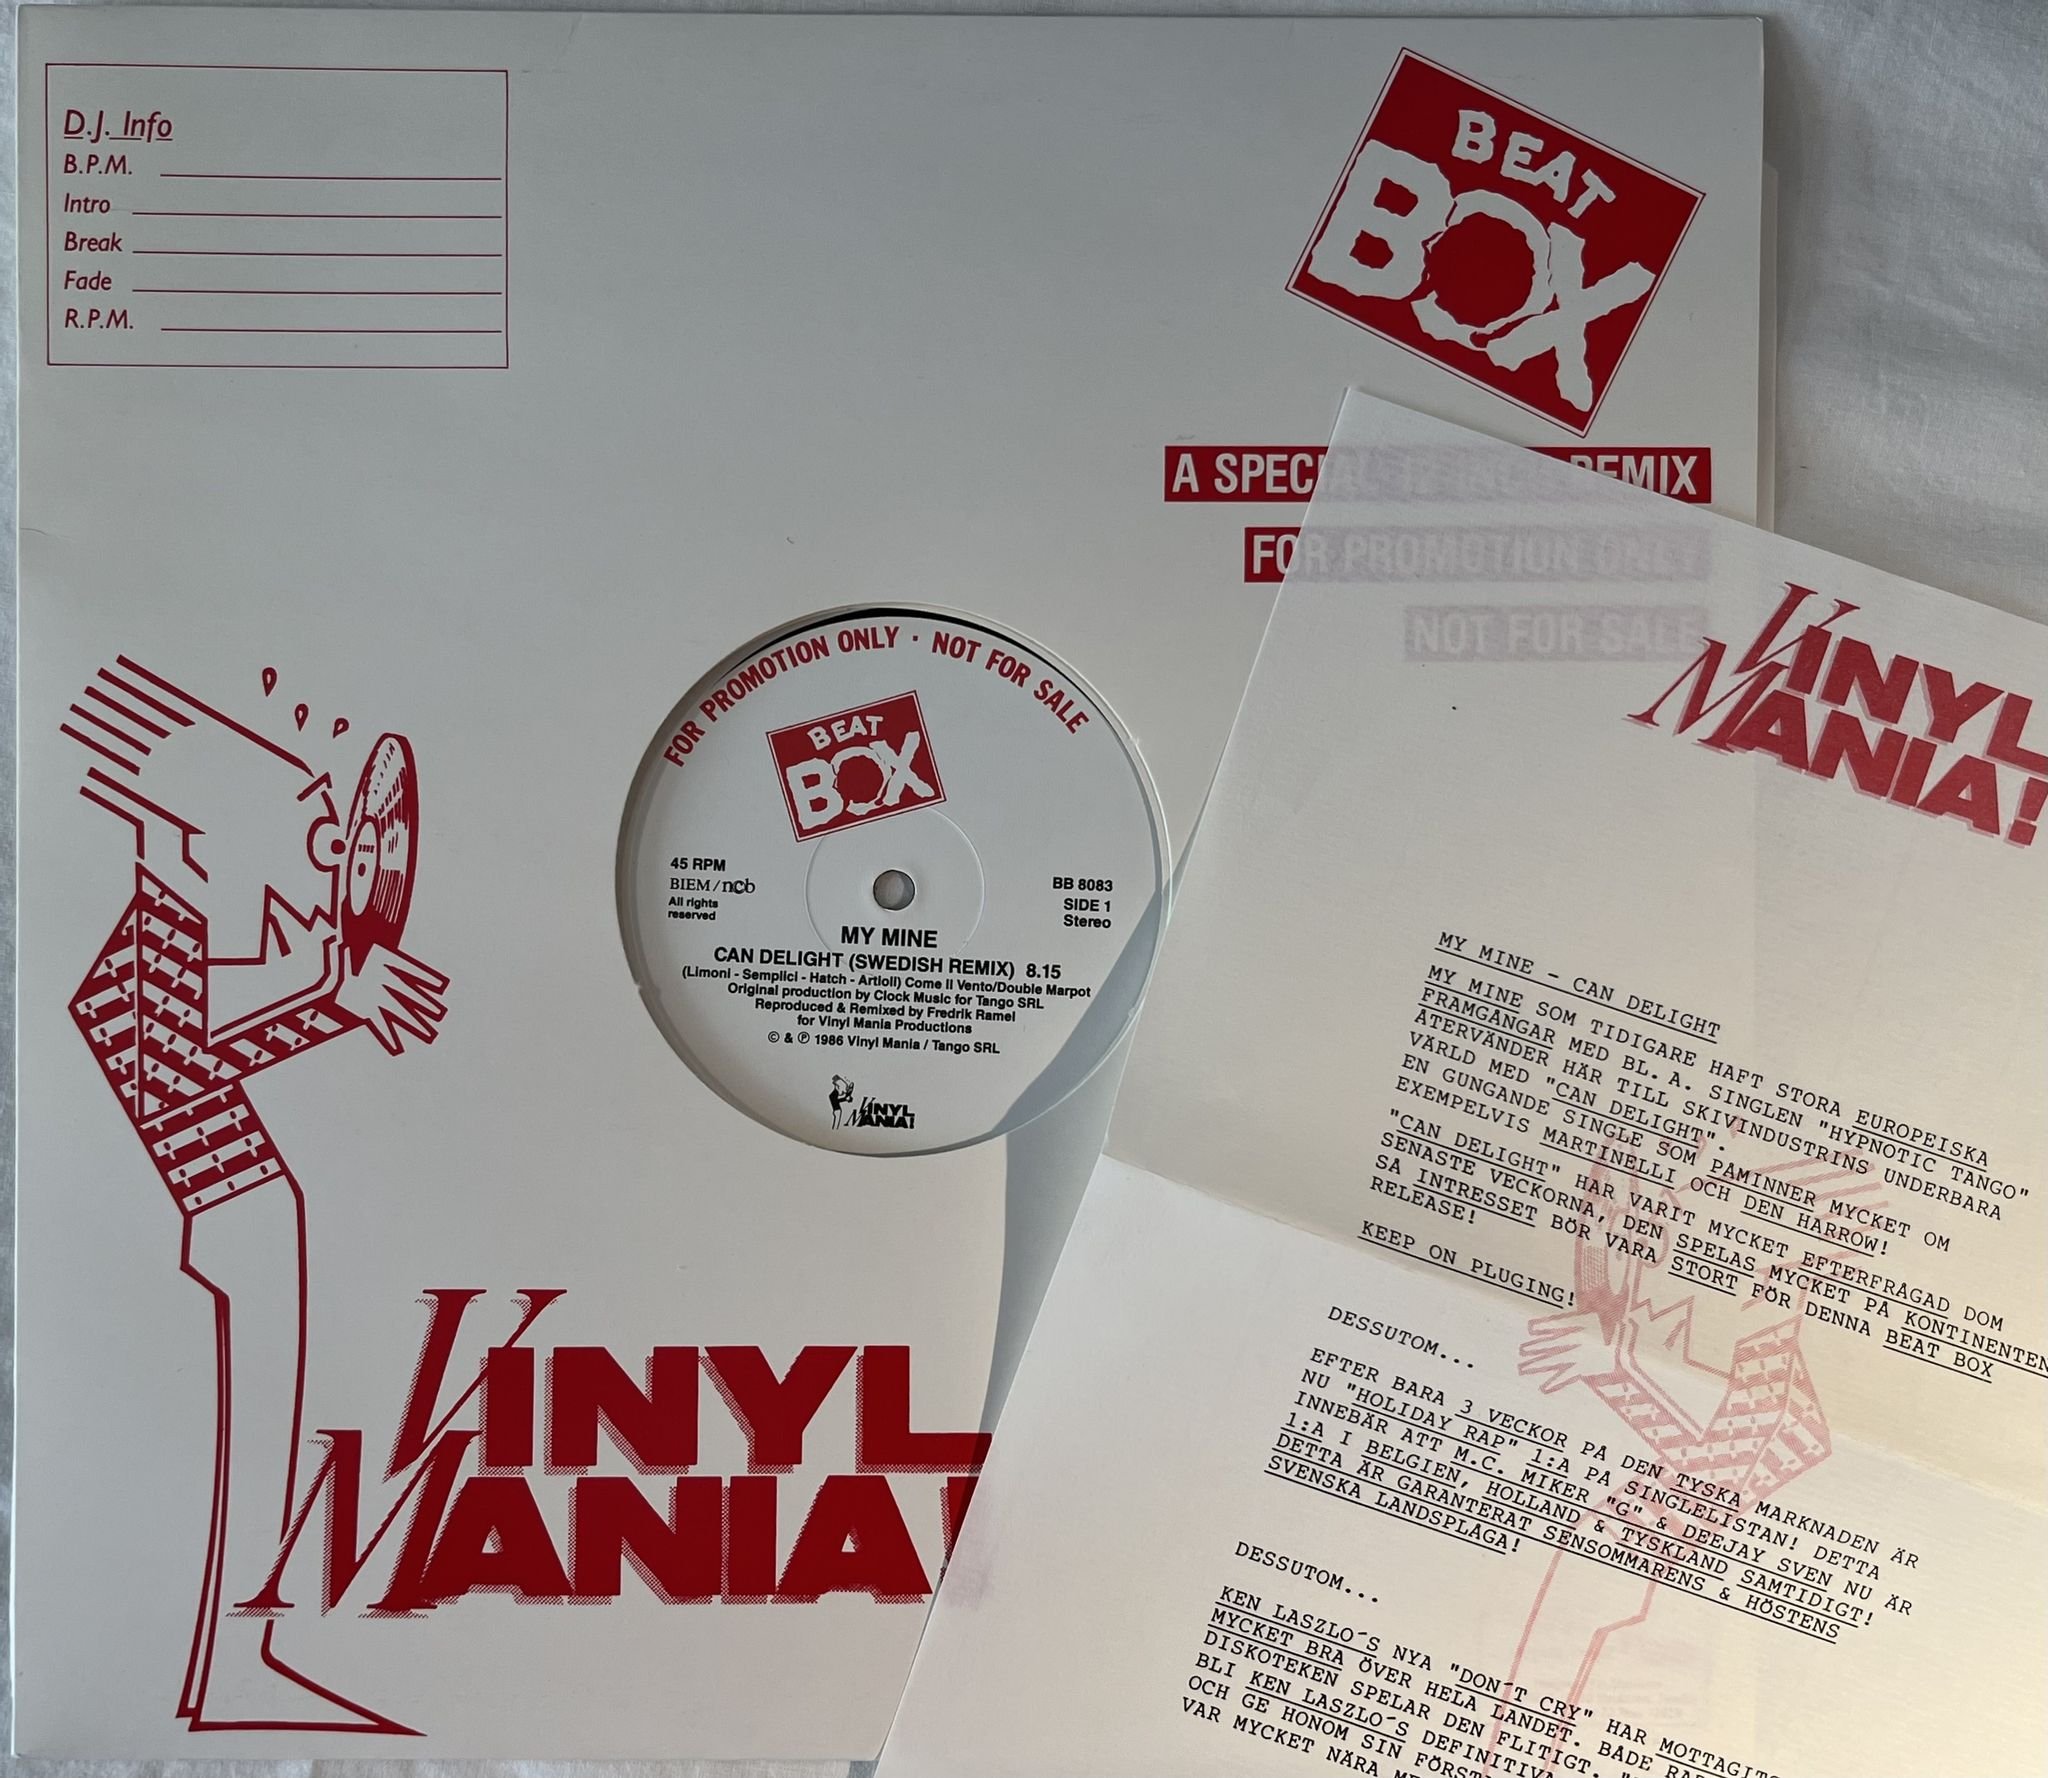 D.J. Info
B.P.M.
Intro
Break
Fade
R.P.M.
BEAT
BOX
A SPECIAL 12 INCH REMIX
FOR PROMOTION ONLY
NOT FOR SALE
VINYL
MANIA!
FOR PROMOTION ONLY · NOT FOR SALE
BEAT
BOX
45 RPM
BIEM/ncb
All rights
reserved
BB 8083
SIDE 1
Stereo
MY MINE
CAN DELIGHT (SWEDISH REMIX) 8.15
(Limoni - Semplici - Hatch - Artioli) Come Il Vento/Double Marpot
Original production by Clock Music for Tango SRL
Reproduced & Remixed by Fredrik Ramel
for Vinyl Mania Productions
© & ℗ 1986 Vinyl Mania / Tango SRL
VINYL
MANIA!
VINYL
MANIA!
MY MINE - CAN DELIGHT
MY MINE SOM TIDIGARE HAFT STORA EUROPEISKA
FRAMGÅNGAR MED BL. A. SINGLEN "HYPNOTIC TANGO"
ÅTERVÄNDER HÄR TILL SKIVINDUSTRINS UNDERBARA
VÄRLD MED "CAN DELIGHT".
EN GUNGANDE SINGLE SOM PÅMINNER MYCKET OM
EXEMPELVIS MARTINELLI OCH DEN HARROW!
"CAN DELIGHT" HAR VARIT MYCKET EFTERFRÅGAD DOM
SENASTE VECKORNA, DEN SPELAS MYCKET PÅ KONTINENTEN
SÅ INTRESSET BÖR VARA STORT FÖR DENNA BEAT BOX
RELEASE!
KEEP ON PLUGING!
DESSUTOM...
EFTER BARA 3 VECKOR PÅ DEN TYSKA MARKNADEN ÄR
NU "HOLIDAY RAP" 1:A PÅ SINGLELISTAN! DETTA
INNEBÄR ATT M.C. MIKER "G" & DEEJAY SVEN NU ÄR
1:A I BELGIEN, HOLLAND & TYSKLAND SAMTIDIGT!
DETTA ÄR GARANTERAT SENSOMMARENS & HÖSTENS
SVENSKA LANDSPLÅGA!
DESSUTOM...
KEN LASZLO´S NYA "DON´T CRY" HAR MOTTAGITS
MYCKET BRA ÖVER HELA LANDET. BÅDE
DISKOTEKEN SPELAR DEN FLITIGT.
BLI KEN LASZLO´S
OCH GE HONOM SIN
VAR MYCKET NÄRA